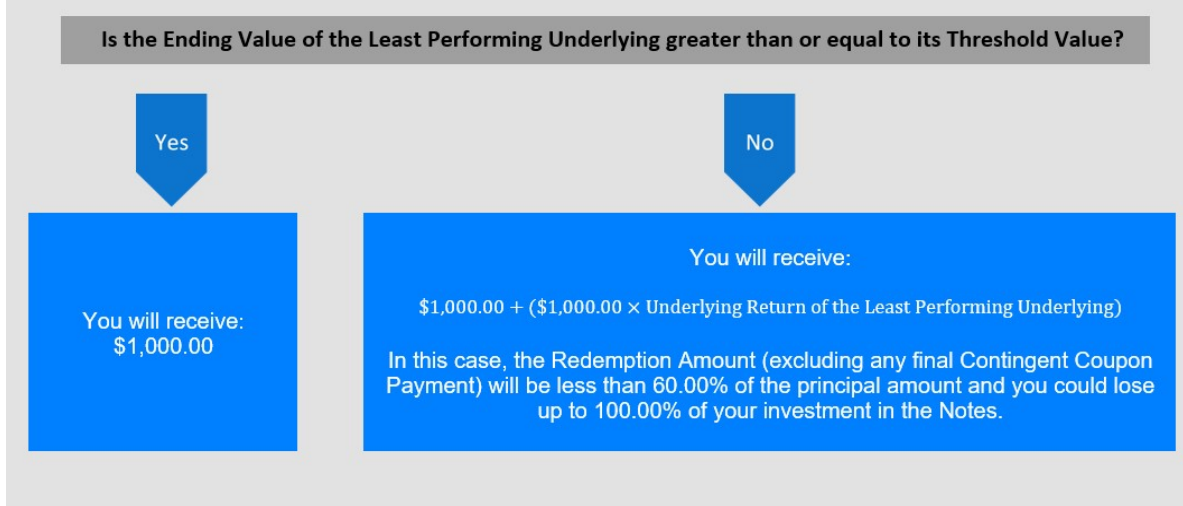 Is the Ending Value of the Least Performing Underlying greater than or equal to its Threshold Value?
Yes
No
You will receive:
$1,000.00
You will receive:
$1,000.00 + ($1,000.00 × Underlying Return of the Least Performing Underlying)
In this case, the Redemption Amount (excluding any final Contingent Coupon
Payment) will be less than 60.00% of the principal amount and you could lose
up to 100.00% of your investment in the Notes.